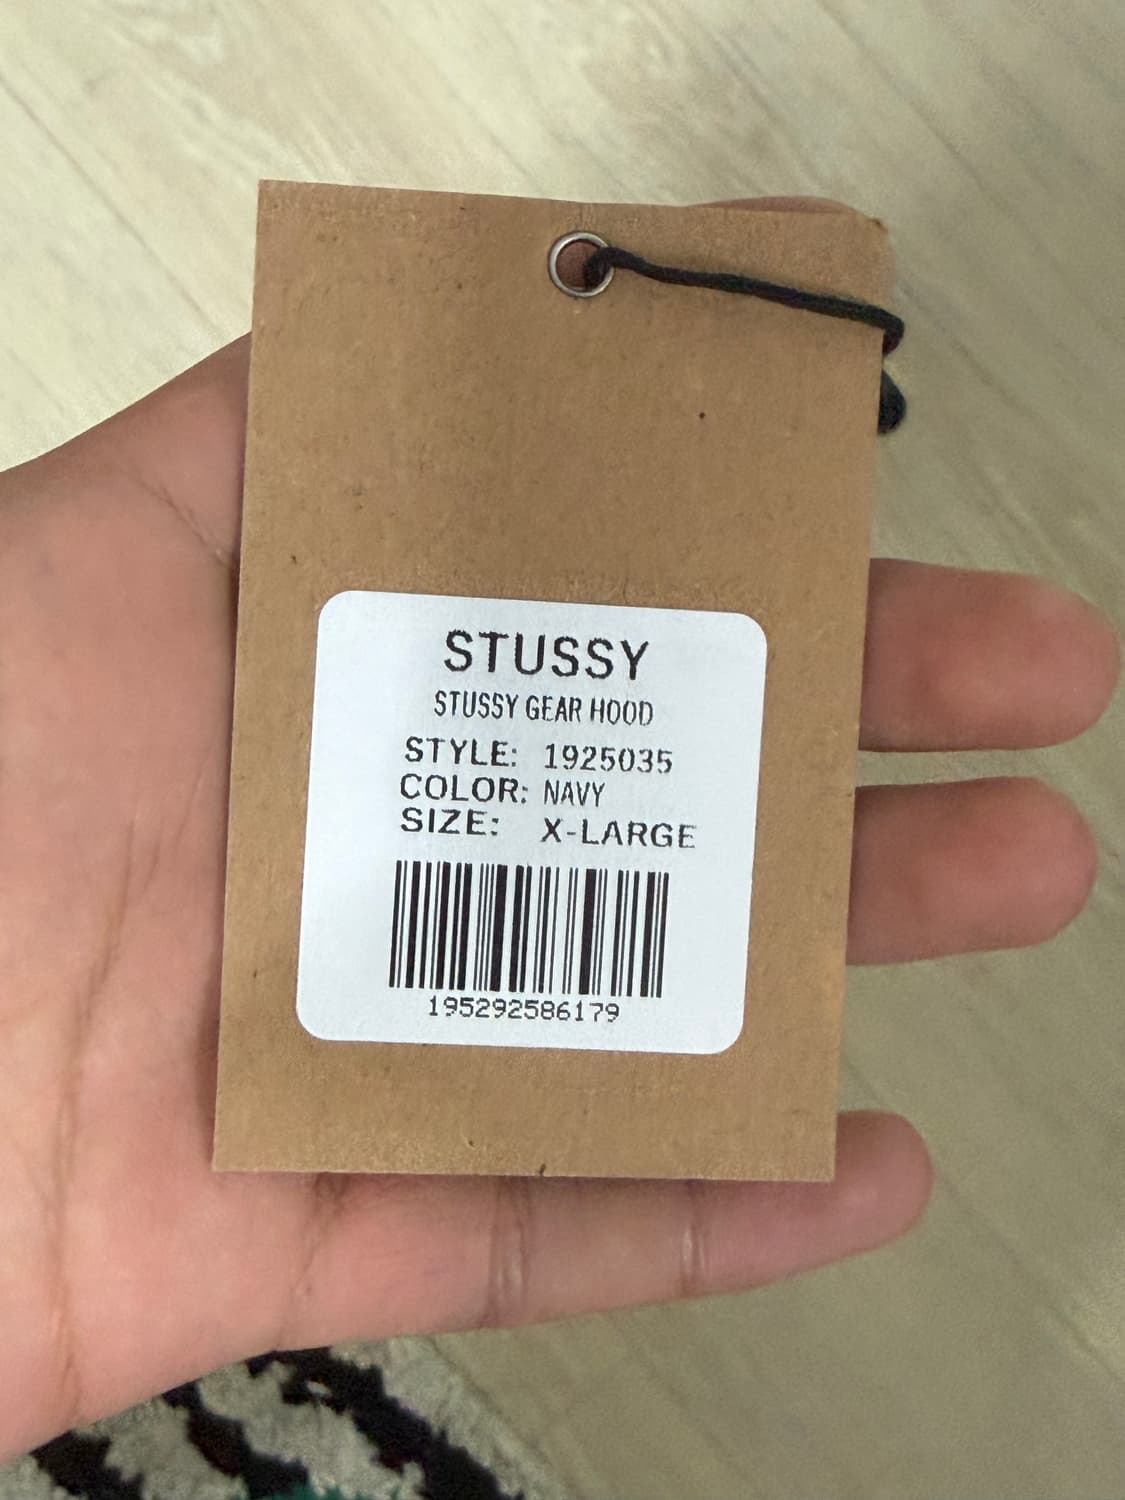 STUSSY
STUSSY GEAR HOOD
STYLE: 1925035
COLOR: NAVY
SIZE: X-LARGE
195292586179